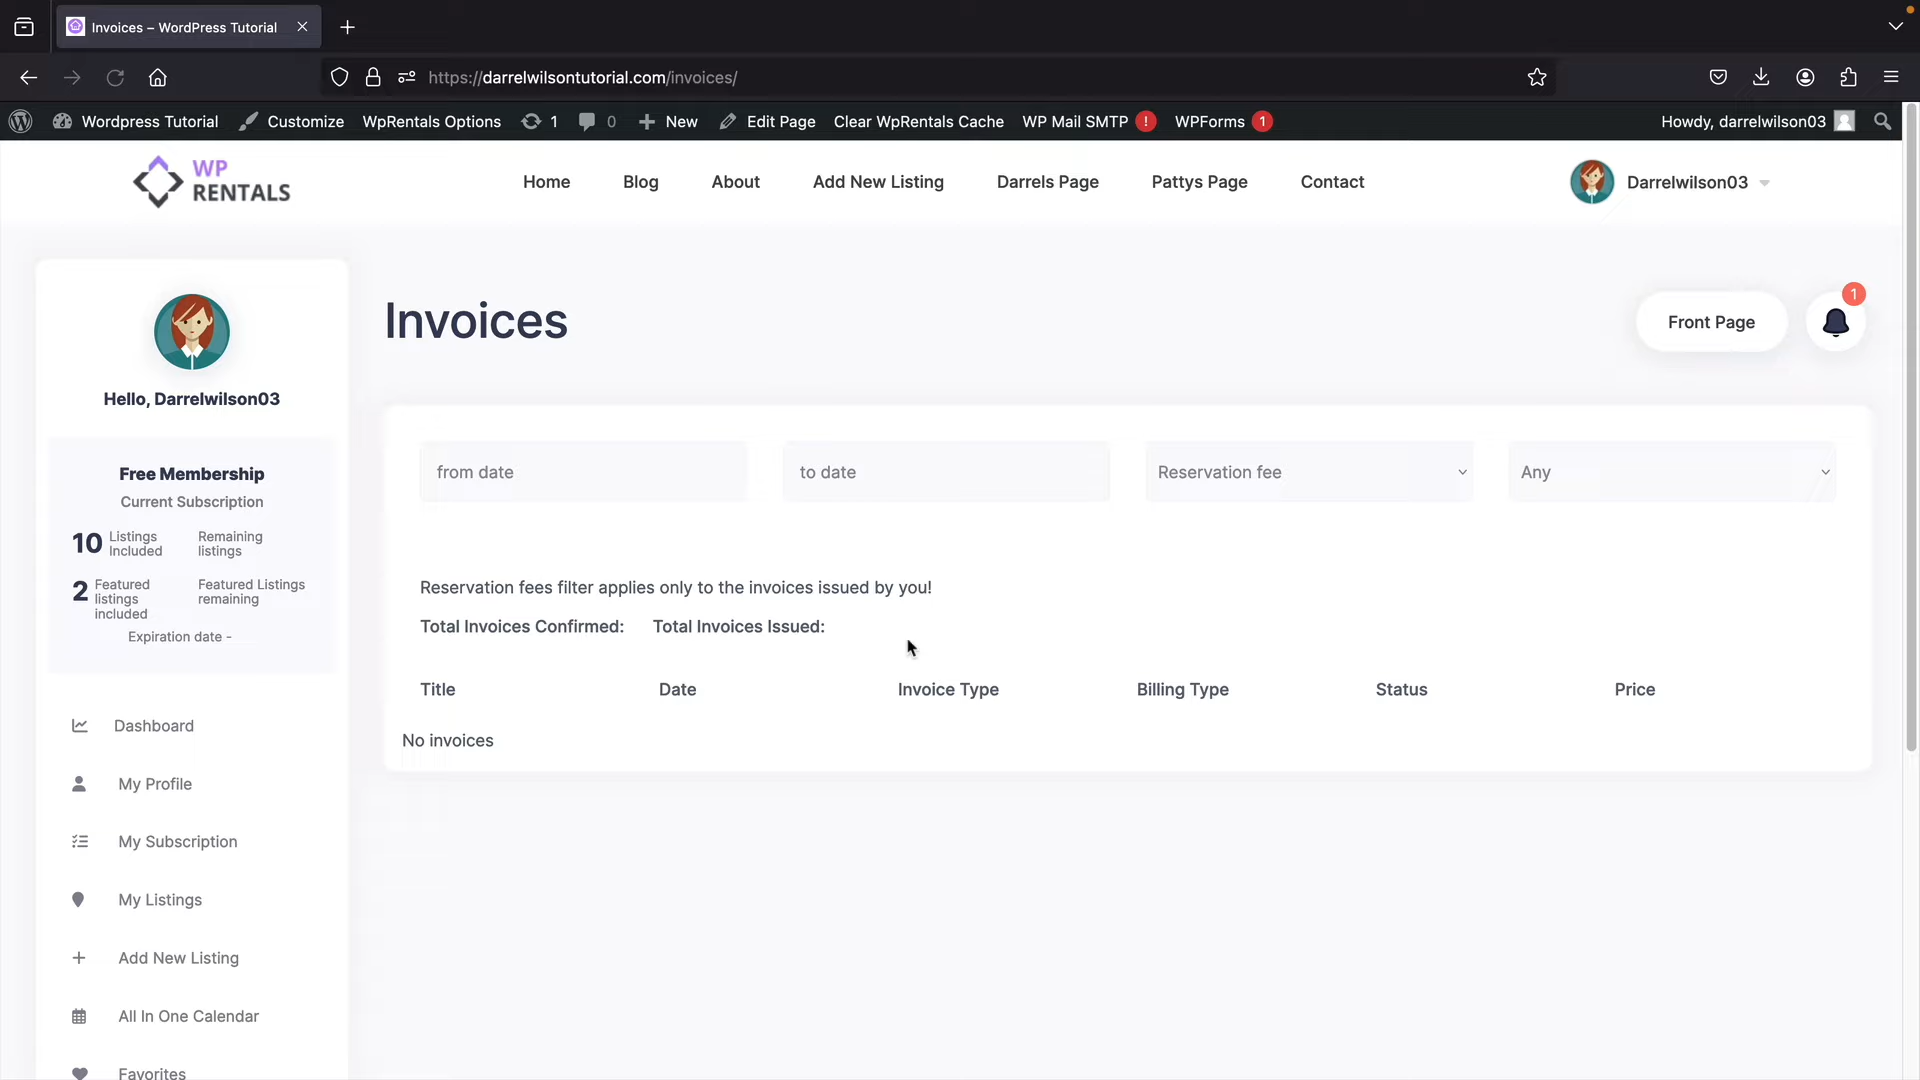 Invoices – WordPress Tutorial
https://darrelwilsontutorial.com/invoices/
Wordpress Tutorial Customize WpRentals Options 1 0 New Edit Page Clear WpRentals Cache WP Mail SMTP ! WPForms 1 Howdy, darrelwilson03
WP
RENTALS
Home Blog About Add New Listing Darrels Page Pattys Page Contact Darrelwilson03
Hello, Darrelwilson03
Free Membership
Current Subscription
10 Listings Included Remaining listings
2 Featured listings included Featured Listings remaining
Expiration date -
Dashboard
My Profile
My Subscription
My Listings
Add New Listing
All In One Calendar
Favorites
Invoices
Front Page 1
from date to date Reservation fee Any
Reservation fees filter applies only to the invoices issued by you!
Total Invoices Confirmed: Total Invoices Issued:
Title Date Invoice Type Billing Type Status Price
No invoices